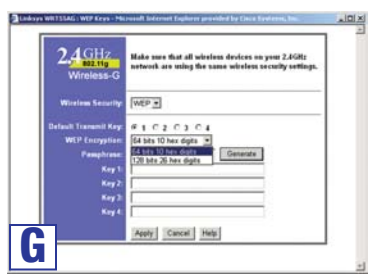 Linksys WRT55AG : WEP Keys - Microsoft Internet Explorer provided by Cisco Systems, Inc.
2.4 GHz
802.11g
Wireless-G
Make sure that all wireless devices on your 2.4GHz
network are using the same wireless security settings.
Wireless Security: WEP
Default Transmit Key: 1 2 3 4
WEP Encryption: 64 bits 10 hex digits
64 bits 10 hex digits
128 bits 26 hex digits
Passphrase: Generate
Key 1:
Key 2:
Key 3:
Key 4:
Apply Cancel Help
G